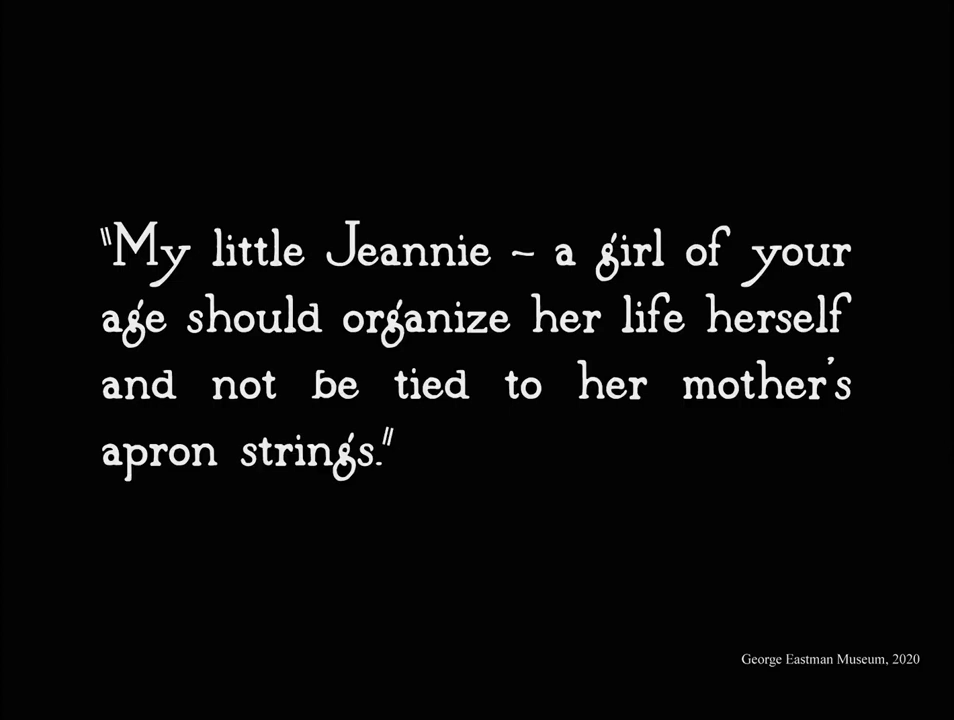 "My little Jeannie – a girl of your
age should organize her life herself
and not be tied to her mother's
apron strings."
George Eastman Museum, 2020